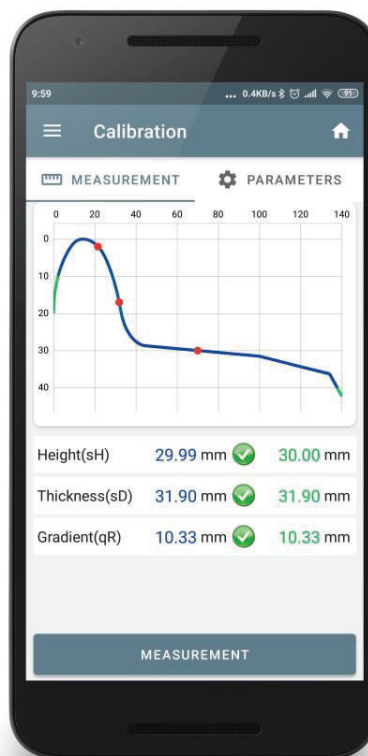 9:59 ... 0.4KB/s 91
Calibration
MEASUREMENT PARAMETERS
0 20 40 60 80 100 120 140
0
10
20
30
40
Height(sH) 29.99 mm 30.00 mm
Thickness(sD) 31.90 mm 31.90 mm
Gradient(qR) 10.33 mm 10.33 mm
MEASUREMENT